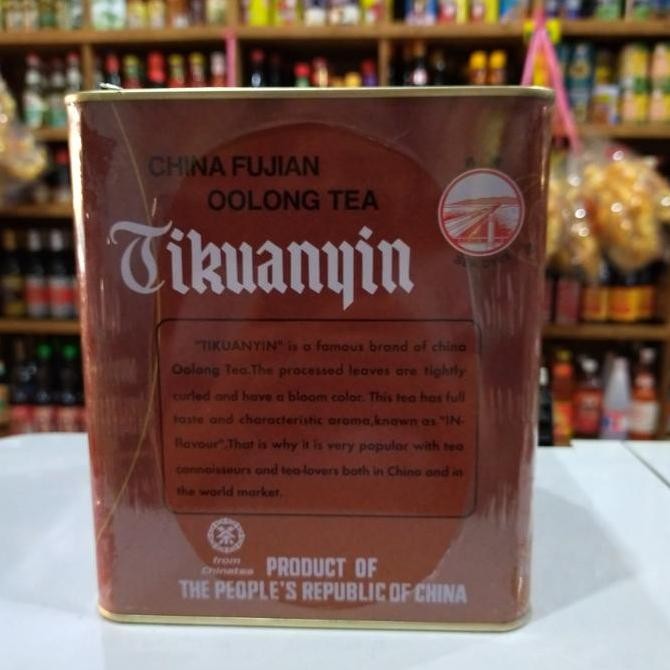 CHINA FUJIAN
OOLONG TEA
Tikuanyin
"TIKUANYIN" is a famous brand of china
Oolong Tea.The processed leaves are tightly
curled and have a bloom color. This tea has full
taste and characteristic aroma,known as "IN-
flavour".That is why it is very popular with tea
connaisseurs and tea-lovers both in China and in
the world market.
from
Chinatea
PRODUCT OF
THE PEOPLE'S REPUBLIC OF CHINA